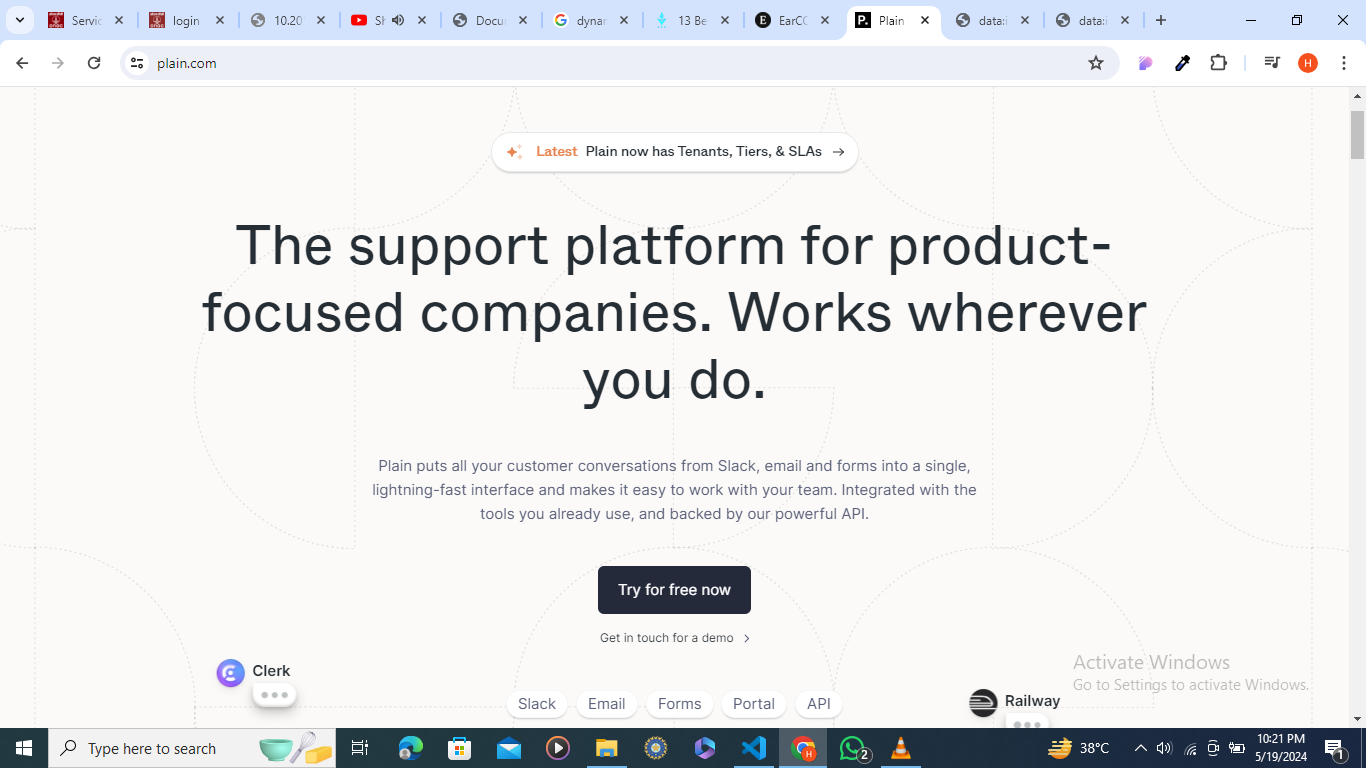 Servic
login
10.20
Sh
Docu
dynar
13 Be
EarCC
Plain
data:i
data:i
plain.com
H
Latest Plain now has Tenants, Tiers, & SLAs
The support platform for product-
focused companies. Works wherever
you do.
Plain puts all your customer conversations from Slack, email and forms into a single,
lightning-fast interface and makes it easy to work with your team. Integrated with the
tools you already use, and backed by our powerful API.
Try for free now
Get in touch for a demo
Clerk
Slack
Email
Forms
Portal
API
Railway
Activate Windows
Go to Settings to activate Windows.
Type here to search
2
38°C
10:21 PM
5/19/2024
1